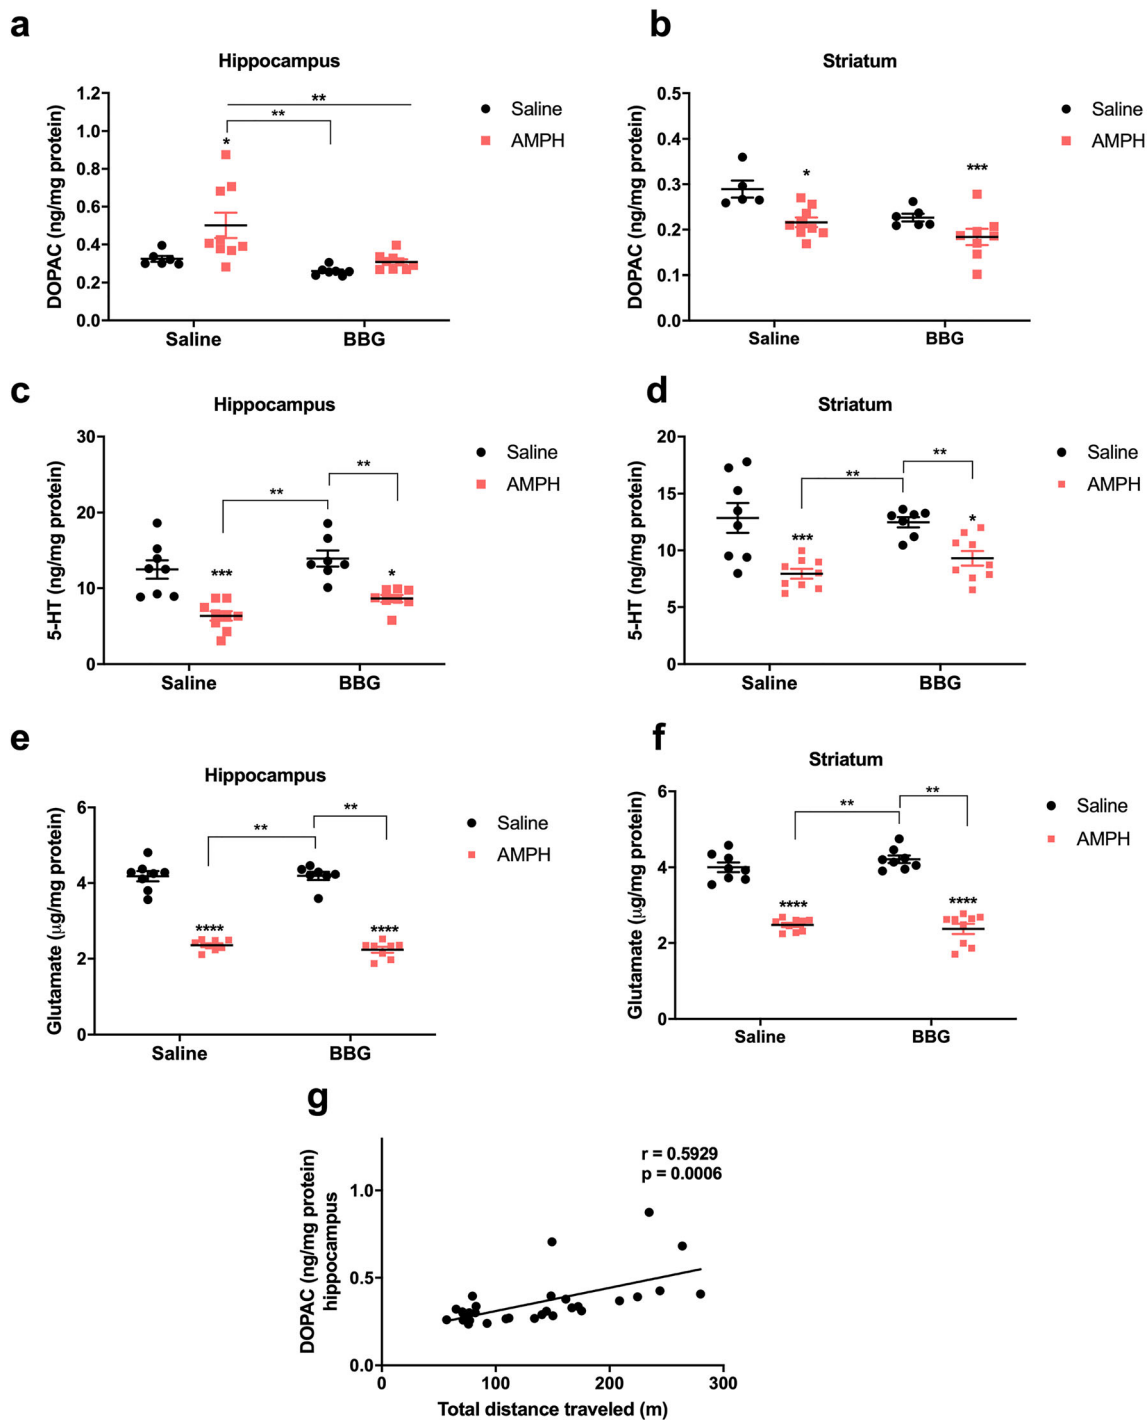 a
Hippocampus
DOPAC (ng/mg protein)
1.2
1.0
0.8
0.6
0.4
0.2
0.0
**
**
*
Saline
BBG
Saline
AMPH
b
Striatum
DOPAC (ng/mg protein)
0.5
0.4
0.3
0.2
0.1
0.0
*
***
Saline
BBG
Saline
AMPH
c
Hippocampus
5-HT (ng/mg protein)
30
20
10
0
**
**
***
*
Saline
BBG
Saline
AMPH
d
Striatum
5-HT (ng/mg protein)
20
15
10
5
0
**
**
***
*
Saline
BBG
Saline
AMPH
e
Hippocampus
Glutamate (µg/mg protein)
6
4
2
0
**
**
****
****
Saline
BBG
Saline
AMPH
f
Striatum
Glutamate (µg/mg protein)
6
4
2
0
**
**
****
****
Saline
BBG
Saline
AMPH
g
DOPAC (ng/mg protein)
hippocampus
1.0
0.5
0.0
r = 0.5929
p = 0.0006
0
100
200
300
Total distance traveled (m)